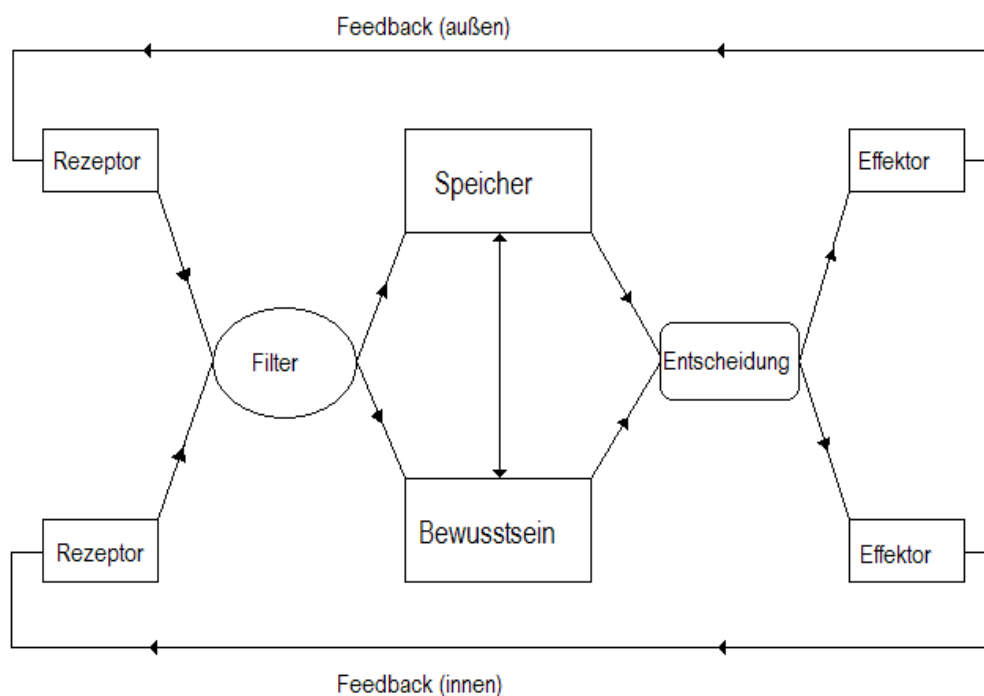 Feedback (außen)
Rezeptor
Speicher
Effektor
Filter
Entscheidung
Bewusstsein
Rezeptor
Effektor
Feedback (innen)